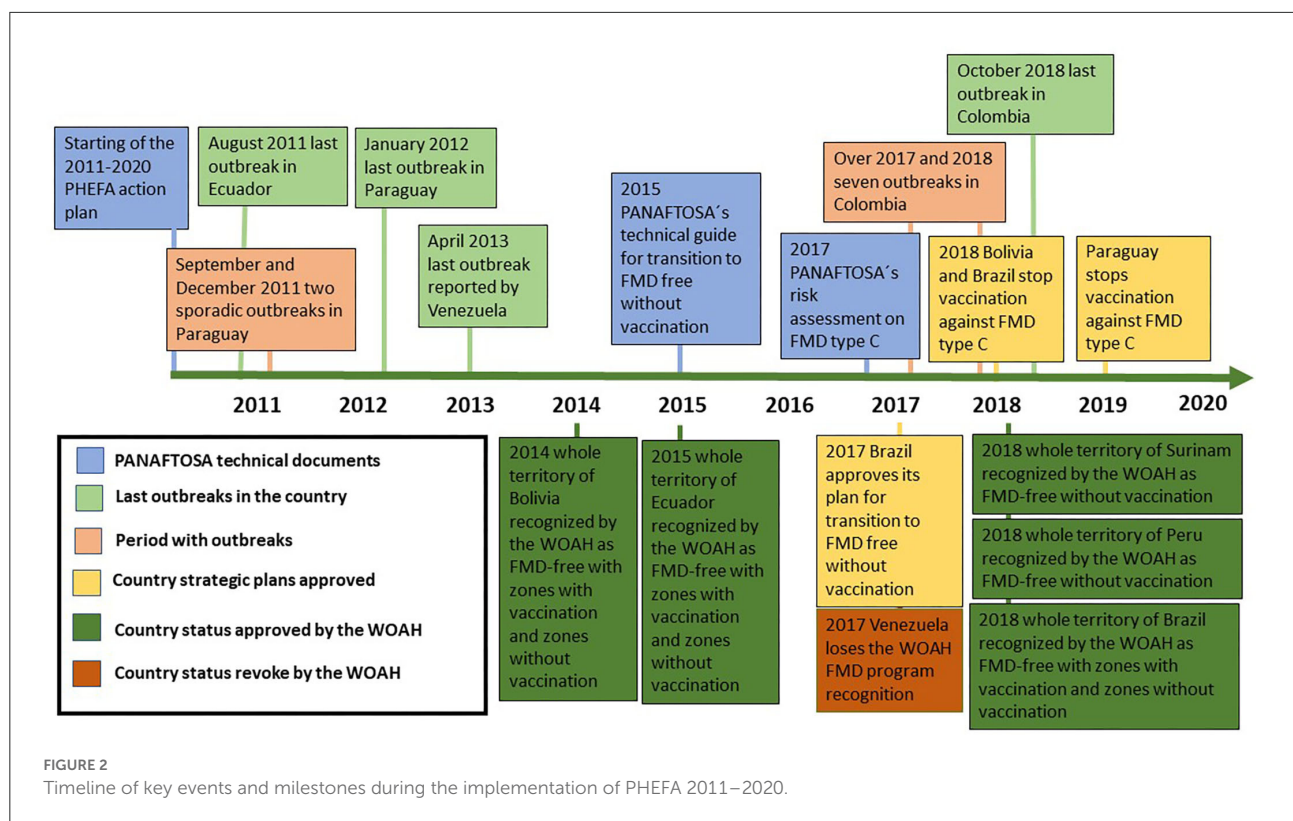 Starting of the
2011-2020
PHEFA action
plan
August 2011 last
outbreak in
Ecuador
September and
December 2011 two
sporadic outbreaks in
Paraguay
January 2012
last outbreak in
Paraguay
April 2013
last outbreak
reported by
Venezuela
2015
PANAFTOSA´s
technical guide
for transition to
FMD free
without
vaccination
2017
PANAFTOSA´s
risk
assessment on
FMD type C
Over 2017 and 2018
seven outbreaks in
Colombia
October 2018 last
outbreak in
Colombia
2018 Bolivia
and Brazil stop
vaccination
against FMD
type C
Paraguay
stops
vaccination
against FMD
type C
2011 2012 2013 2014 2015 2016 2017 2018 2019 2020
PANAFTOSA technical documents
Last outbreaks in the country
Period with outbreaks
Country strategic plans approved
Country status approved by the WOAH
Country status revoke by the WOAH
2014 whole
territory of
Bolivia
recognized by
the WOAH as
FMD-free with
zones with
vaccination
and zones
without
vaccination
2015 whole
territory of
Ecuador
recognized by
the WOAH as
FMD-free with
zones with
vaccination
and zones
without
vaccination
2017 Brazil
approves its
plan for
transition to
FMD free
without
vaccination
2017 Venezuela
loses the WOAH
FMD program
recognition
2018 whole territory of Surinam
recognized by the WOAH as
FMD-free without vaccination
2018 whole territory of Peru
recognized by the WOAH as
FMD-free without vaccination
2018 whole territory of Brazil
recognized by the WOAH as
FMD-free with zones with
vaccination and zones without
vaccination
FIGURE 2
Timeline of key events and milestones during the implementation of PHEFA 2011–2020.